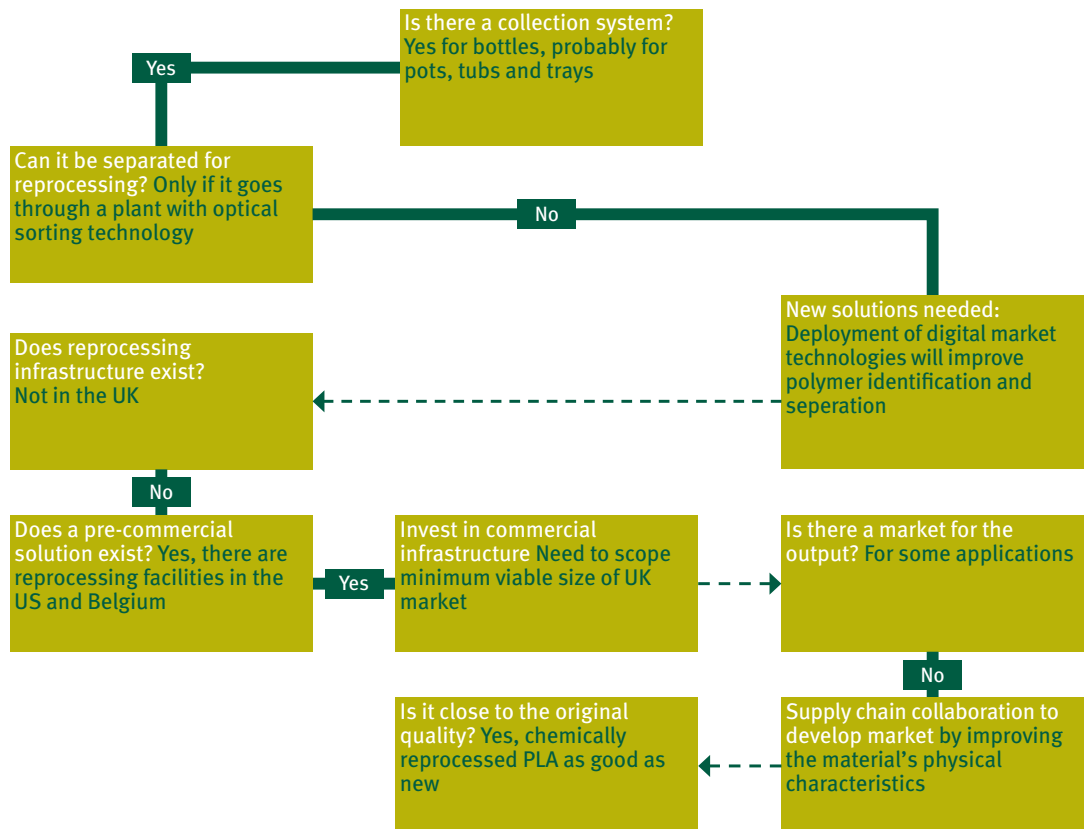 Is there a collection system?
Yes for bottles, probably for
pots, tubs and trays
Yes
Can it be separated for
reprocessing? Only if it goes
through a plant with optical
sorting technology
No
New solutions needed:
Deployment of digital market
technologies will improve
polymer identification and
seperation
Does reprocessing
infrastructure exist?
Not in the UK
No
Does a pre-commercial
solution exist? Yes, there are
reprocessing facilities in the
US and Belgium
Yes
Invest in commercial
infrastructure Need to scope
minimum viable size of UK
market
Is there a market for the
output? For some applications
No
Supply chain collaboration to
develop market by improving
the material’s physical
characteristics
Is it close to the original
quality? Yes, chemically
reprocessed PLA as good as
new